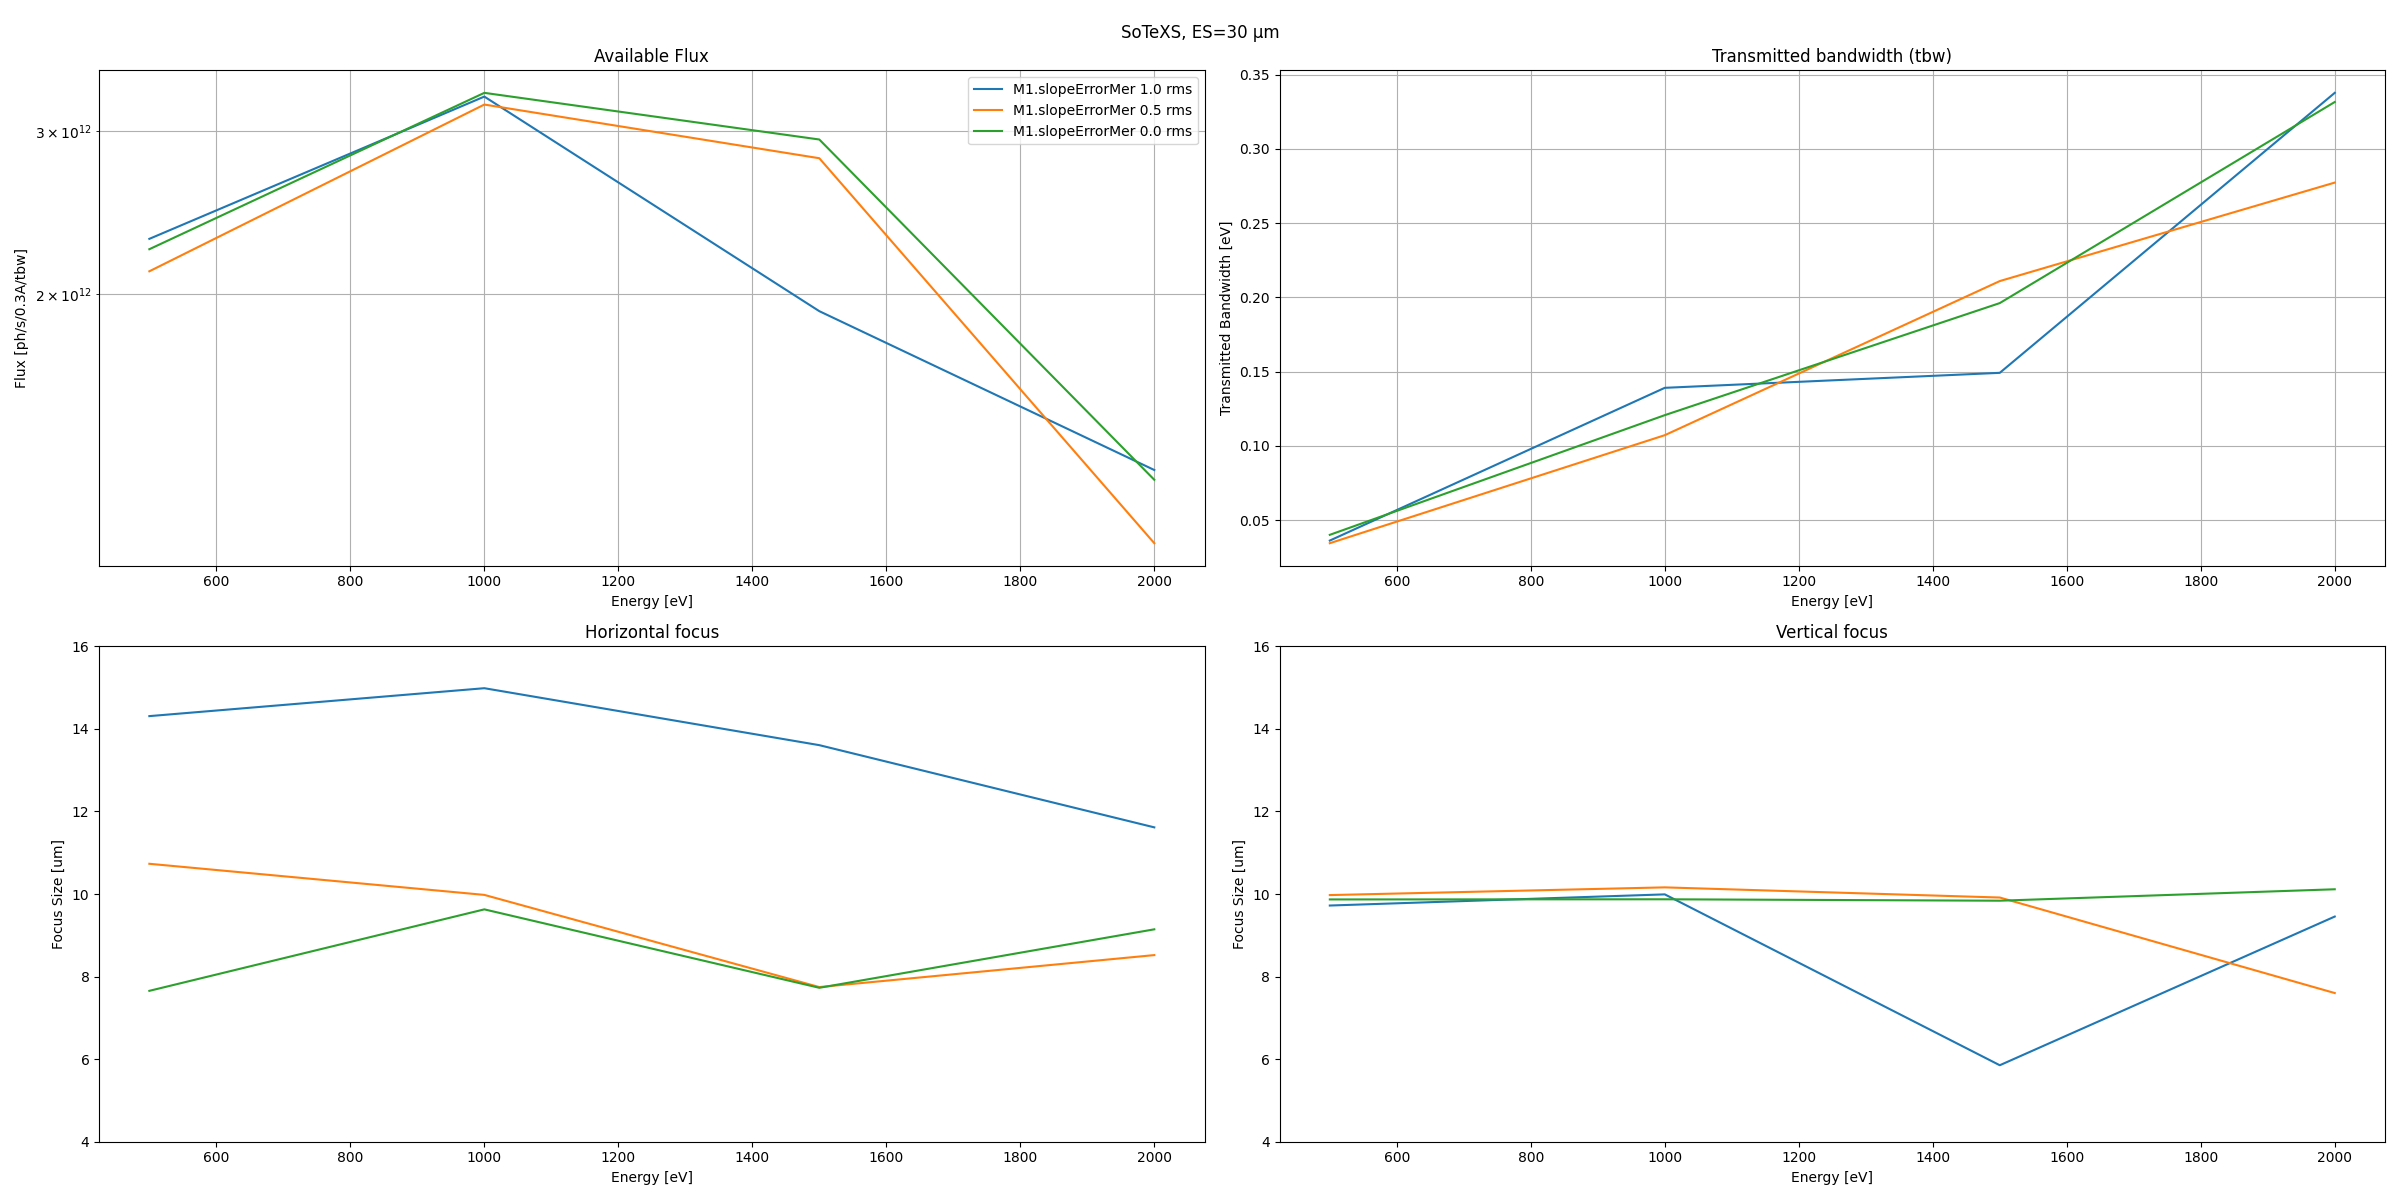 SoTeXS, ES=30 μm
Available Flux
3 × 10¹²
2 × 10¹²
Flux [ph/s/0.3A/tbw]
M1.slopeErrorMer 1.0 rms
M1.slopeErrorMer 0.5 rms
M1.slopeErrorMer 0.0 rms
600 800 1000 1200 1400 1600 1800 2000
Energy [eV]
Transmitted bandwidth (tbw)
0.35
0.30
0.25
0.20
0.15
0.10
0.05
Transmitted Bandwidth [eV]
600 800 1000 1200 1400 1600 1800 2000
Energy [eV]
Horizontal focus
16
14
12
10
8
6
4
Focus Size [um]
600 800 1000 1200 1400 1600 1800 2000
Energy [eV]
Vertical focus
16
14
12
10
8
6
4
Focus Size [um]
600 800 1000 1200 1400 1600 1800 2000
Energy [eV]